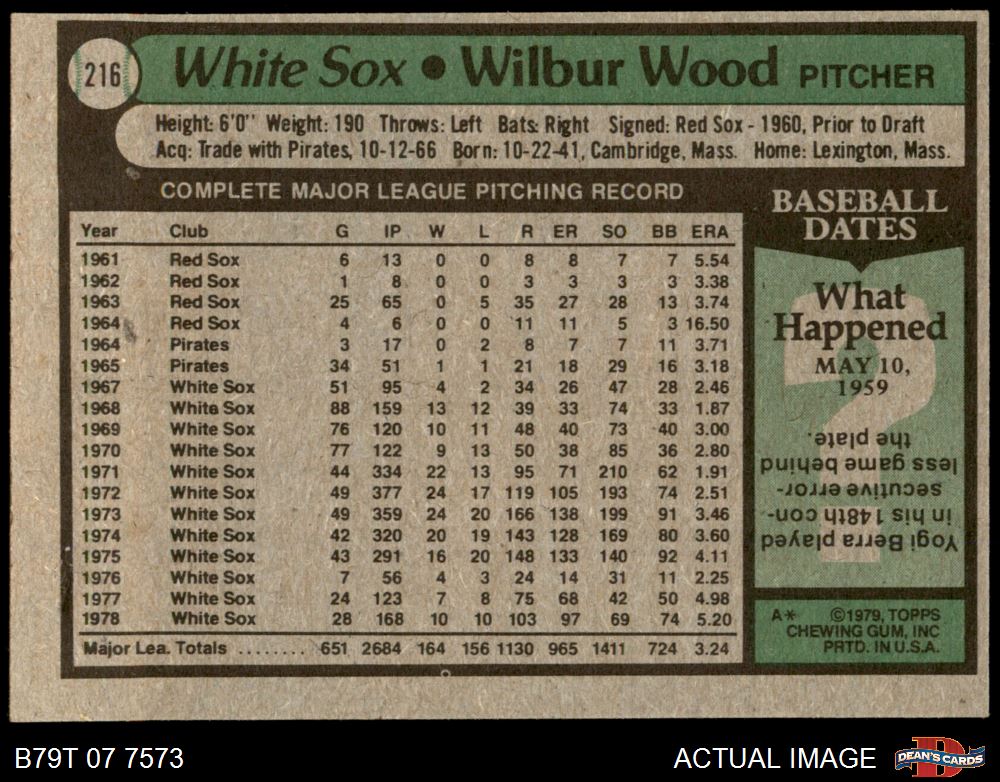 216 White Sox • Wilbur Wood PITCHER
Height: 6'0" Weight: 190 Throws: Left Bats: Right Signed: Red Sox - 1960, Prior to Draft
Acq: Trade with Pirates, 10-12-66 Born: 10-22-41, Cambridge, Mass. Home: Lexington, Mass.
COMPLETE MAJOR LEAGUE PITCHING RECORD
Year Club G IP W L R ER SO BB ERA
1961 Red Sox 6 13 0 0 8 8 7 7 5.54
1962 Red Sox 1 8 0 0 3 3 3 3 3.38
1963 Red Sox 25 65 0 5 35 27 28 13 3.74
1964 Red Sox 4 6 0 0 11 11 5 3 16.50
1964 Pirates 3 17 0 2 8 7 7 11 3.71
1965 Pirates 34 51 1 1 21 18 29 16 3.18
1967 White Sox 51 95 4 2 34 26 47 28 2.46
1968 White Sox 88 159 13 12 39 33 74 33 1.87
1969 White Sox 76 120 10 11 48 40 73 40 3.00
1970 White Sox 77 122 9 13 50 38 85 36 2.80
1971 White Sox 44 334 22 13 95 71 210 62 1.91
1972 White Sox 49 377 24 17 119 105 193 74 2.51
1973 White Sox 49 359 24 20 166 138 199 91 3.46
1974 White Sox 42 320 20 19 143 128 169 80 3.60
1975 White Sox 43 291 16 20 148 133 140 92 4.11
1976 White Sox 7 56 4 3 24 14 31 11 2.25
1977 White Sox 24 123 7 8 75 68 42 50 4.98
1978 White Sox 28 168 10 10 103 97 69 74 5.20
Major Lea. Totals ........ 651 2684 164 156 1130 965 1411 724 3.24
BASEBALL
DATES
What
Happened
MAY 10,
1959
Yogi Berra played
in his 148th con-
secutive error-
less game behind
the plate.
A* ©1979, TOPPS
CHEWING GUM, INC
PRTD. IN U.S.A.
B79T 07 7573
ACTUAL IMAGE
DEAN'S CARDS